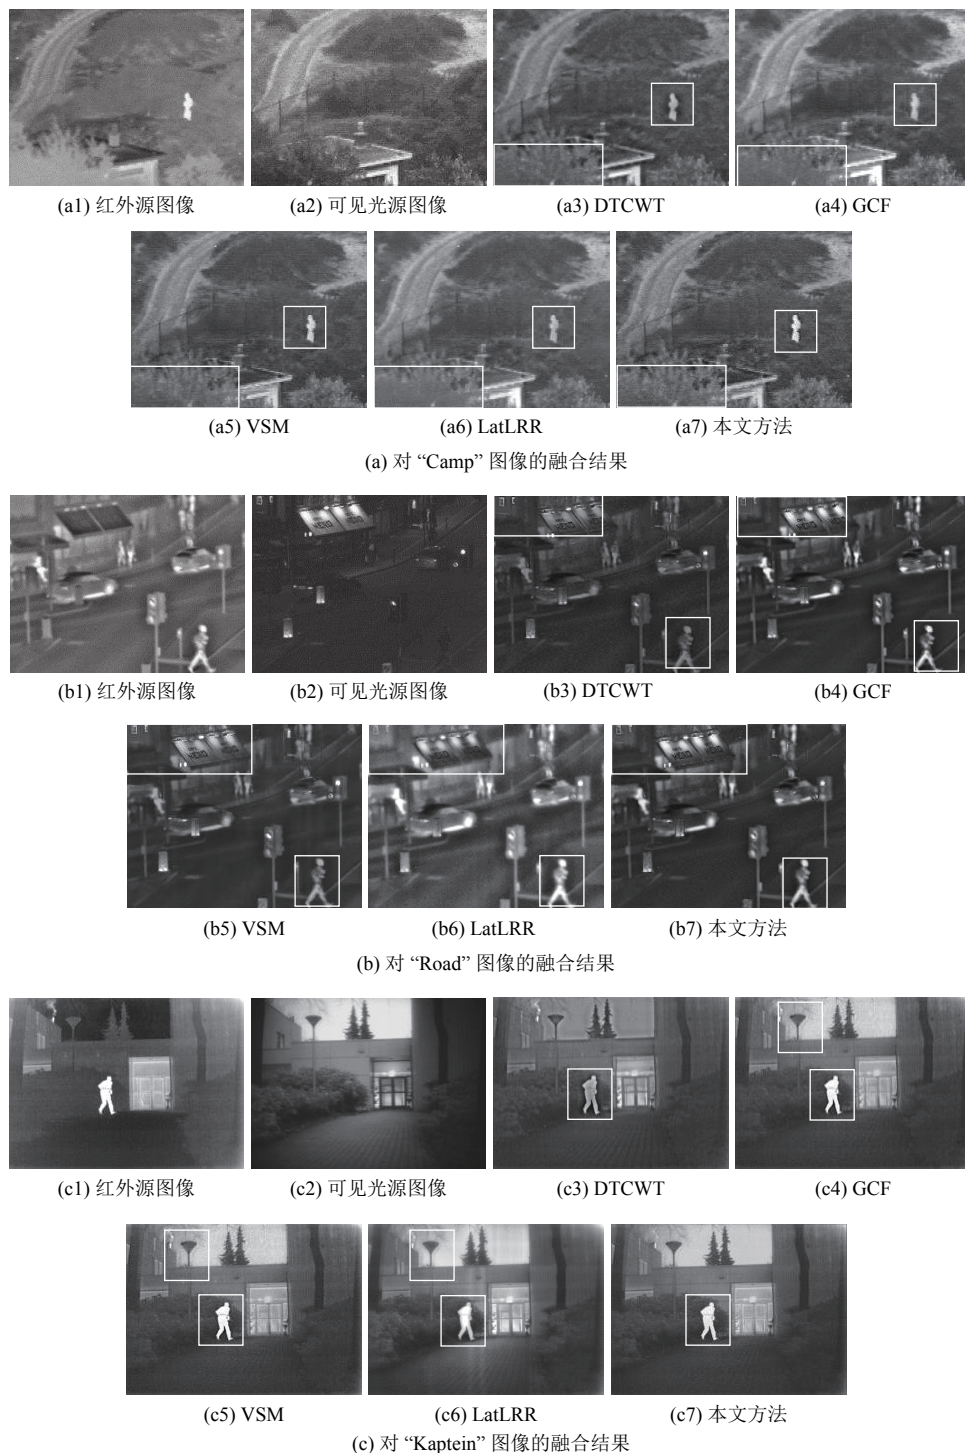 (a1) 红外源图像 (a2) 可见光源图像 (a3) DTCWT (a4) GCF
(a5) VSM (a6) LatLRR (a7) 本文方法
(a) 对 “Camp” 图像的融合结果
(b1) 红外源图像 (b2) 可见光源图像 (b3) DTCWT (b4) GCF
(b5) VSM (b6) LatLRR (b7) 本文方法
(b) 对 “Road” 图像的融合结果
(c1) 红外源图像 (c2) 可见光源图像 (c3) DTCWT (c4) GCF
(c5) VSM (c6) LatLRR (c7) 本文方法
(c) 对 “Kaptein” 图像的融合结果